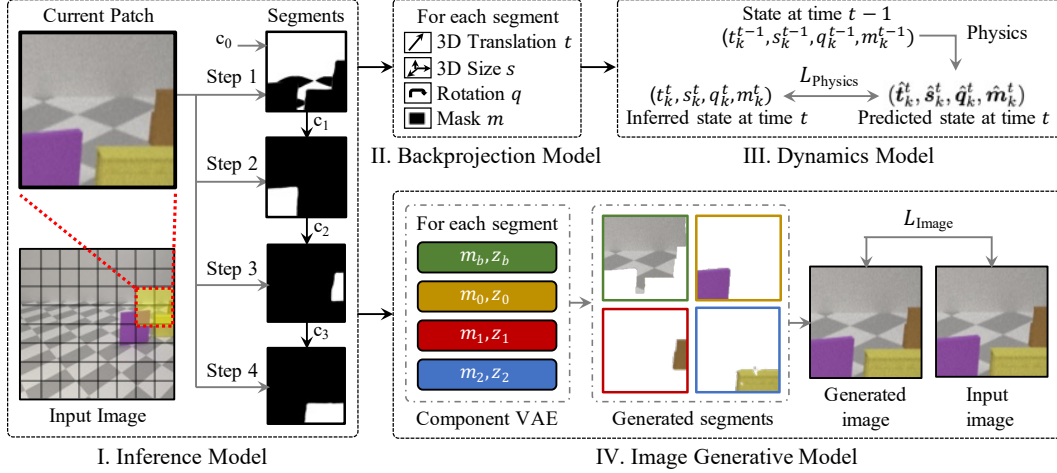 Current Patch
Segments
c₀
Step 1
c₁
Step 2
c₂
Step 3
c₃
Step 4
Input Image
I. Inference Model
For each segment
3D Translation t
3D Size s
Rotation q
Mask m
II. Backprojection Model
State at time t − 1
(t_k^{t−1}, s_k^{t−1}, q_k^{t−1}, m_k^{t−1})
Physics
L_Physics
(t_k^t, s_k^t, q_k^t, m_k^t)
(t̂_k^t, ŝ_k^t, q̂_k^t, m̂_k^t)
Inferred state at time t
Predicted state at time t
III. Dynamics Model
For each segment
m_b, z_b
m_0, z_0
m_1, z_1
m_2, z_2
Component VAE
Generated segments
L_Image
Generated image
Input image
IV. Image Generative Model